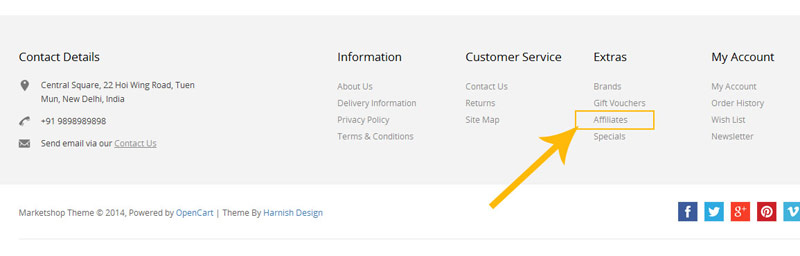 Contact Details
Central Square, 22 Hoi Wing Road, Tuen
Mun, New Delhi, India
+91 9898989898
Send email via our Contact Us
Information
About Us
Delivery Information
Privacy Policy
Terms & Conditions
Customer Service
Contact Us
Returns
Site Map
Extras
Brands
Gift Vouchers
Affiliates
Specials
My Account
My Account
Order History
Wish List
Newsletter
Marketshop Theme © 2014, Powered by OpenCart | Theme By Harnish Design